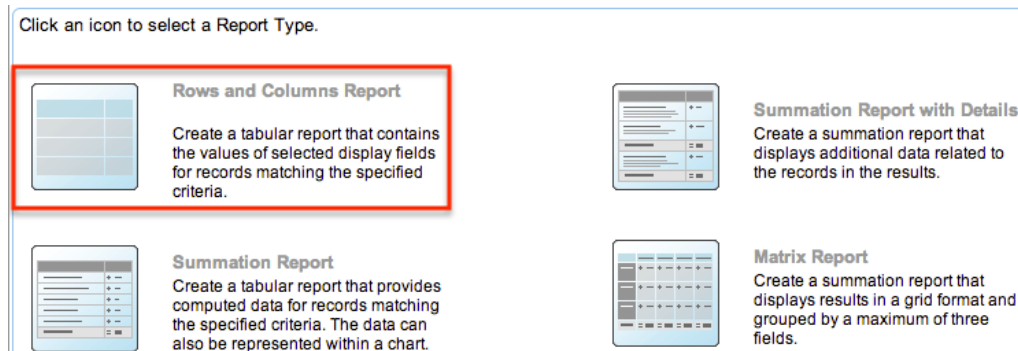 Click an icon to select a Report Type.
Rows and Columns Report
Create a tabular report that contains
the values of selected display fields
for records matching the specified
criteria.
Summation Report with Details
Create a summation report that
displays additional data related to
the records in the results.
Summation Report
Create a tabular report that provides
computed data for records matching
the specified criteria. The data can
also be represented within a chart.
Matrix Report
Create a summation report that
displays results in a grid format and
grouped by a maximum of three
fields.